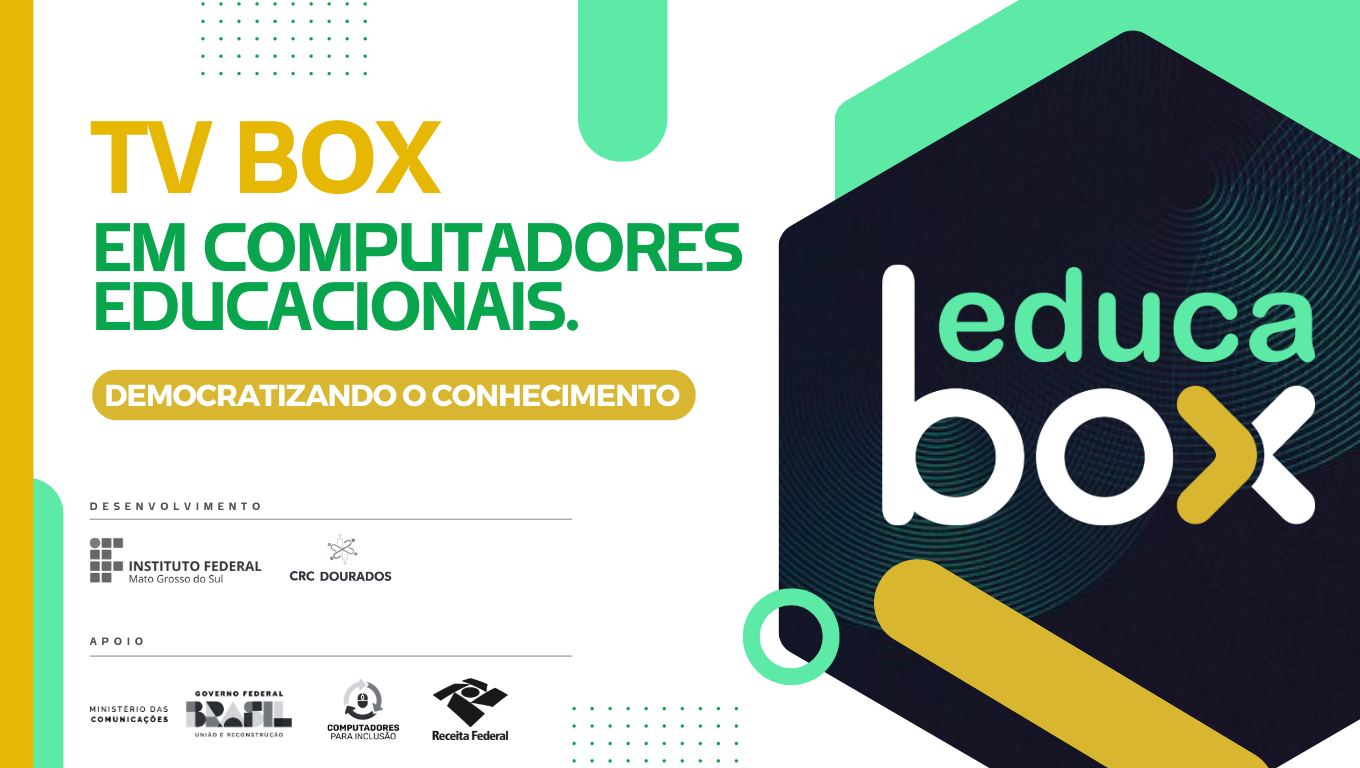 TV BOX
EM COMPUTADORES
EDUCACIONAIS.
DEMOCRATIZANDO O CONHECIMENTO
educa
box
DESENVOLVIMENTO
INSTITUTO FEDERAL
Mato Grosso do Sul
CRC DOURADOS
APOIO
MINISTÉRIO DAS
COMUNICAÇÕES
GOVERNO FEDERAL
BRASIL
UNIÃO E RECONSTRUÇÃO
COMPUTADORES
PARA INCLUSÃO
Receita Federal